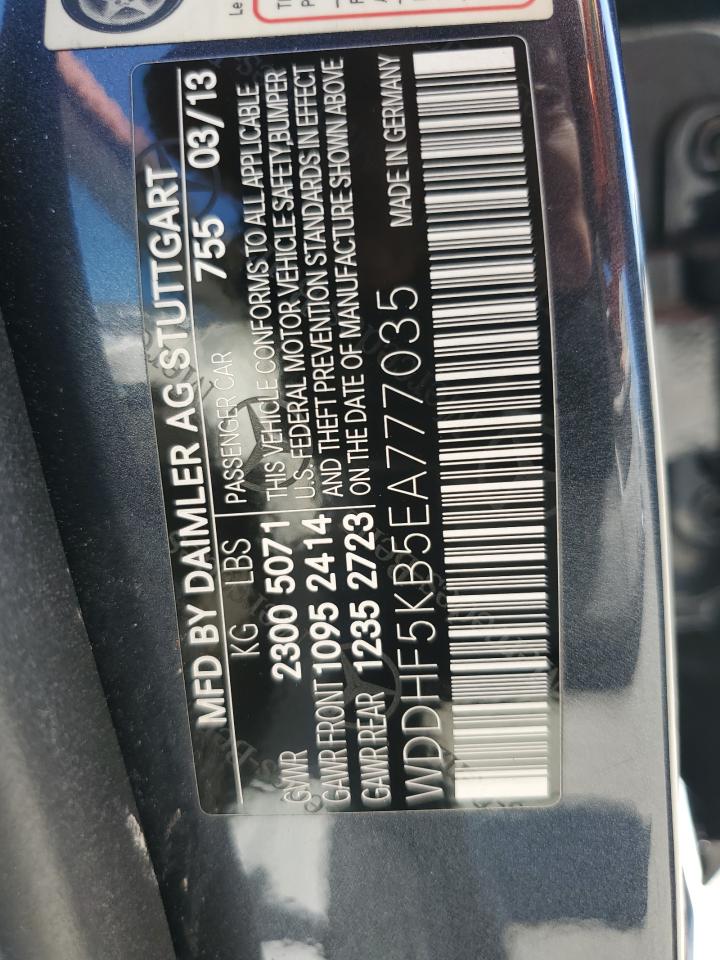 MFD BY DAIMLER AG STUTTGART
755 03/13
KG LBS PASSENGER CAR
GVWR 2300 5071 THIS VEHICLE CONFORMS TO ALL APPLICABLE
U.S. FEDERAL MOTOR VEHICLE SAFETY, BUMPER
GAWR FRONT 1095 2414 AND THEFT PREVENTION STANDARDS IN EFFECT
GAWR REAR 1235 2723 ON THE DATE OF MANUFACTURE SHOWN ABOVE
WDDHF5KB5EA777035 MADE IN GERMANY